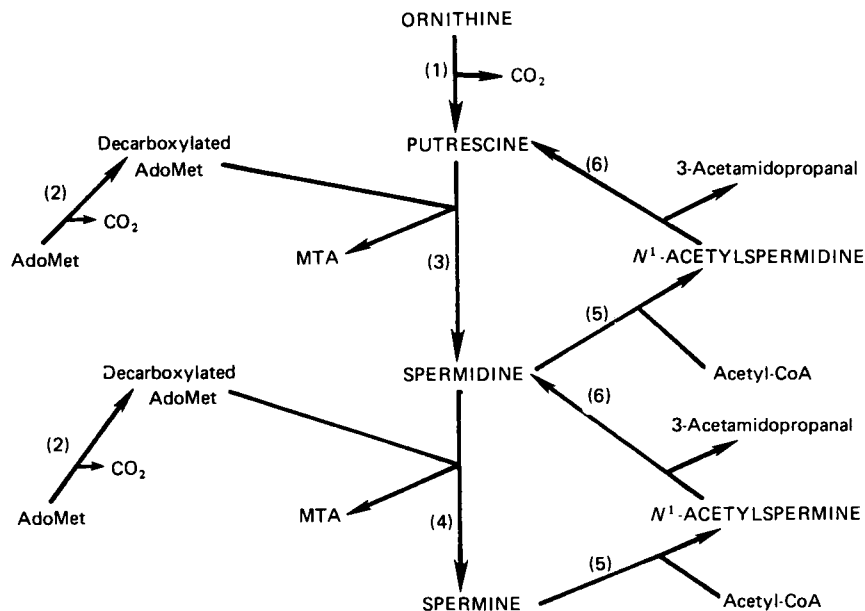 ORNITHINE
(1)
CO2
Decarboxylated
AdoMet
PUTRESCINE
(6)
3-Acetamidopropanal
(2)
CO2
AdoMet
MTA
(3)
N1-ACETYLSPERMIDINE
(5)
Decarboxylated
AdoMet
SPERMIDINE
Acetyl-CoA
(6)
3-Acetamidopropanal
(2)
CO2
AdoMet
MTA
(4)
N1-ACETYLSPERMINE
(5)
SPERMINE
Acetyl-CoA